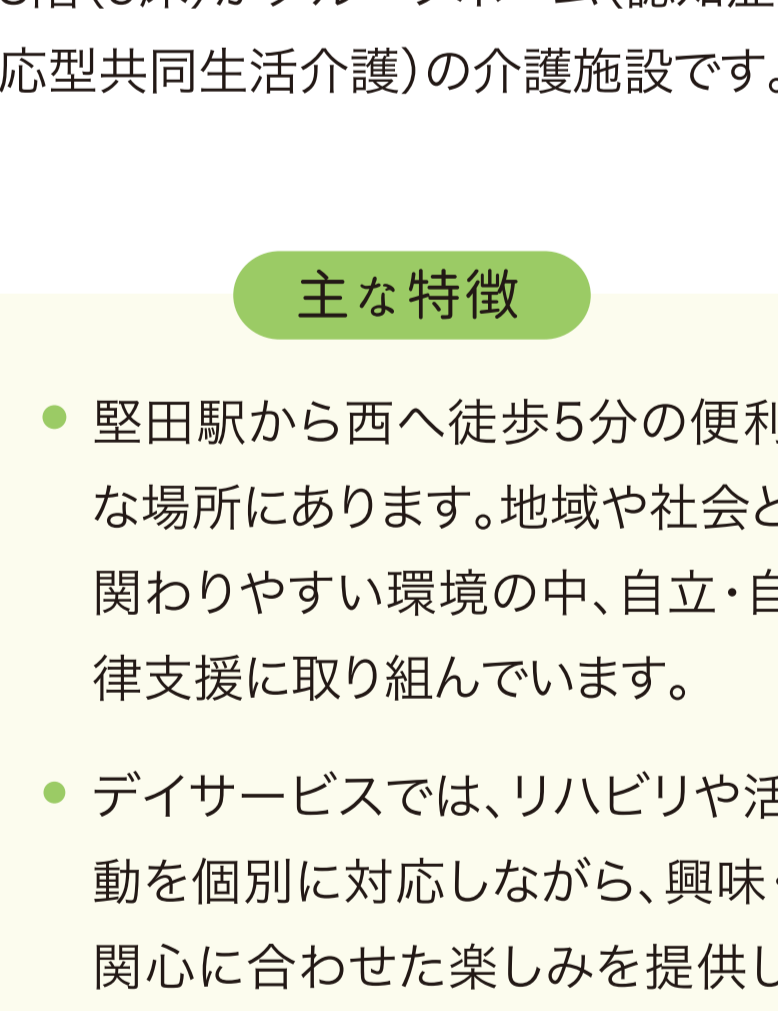 応型共同生活介護)の介護施設です。
主な特徴
● 堅田駅から西へ徒歩5分の便利
な場所にあります。地域や社会と
関わりやすい環境の中、自立・自
律支援に取り組んでいます。
● デイサービスでは、リハビリや活
動を個別に対応しながら、興味・
関心に合わせた楽しみを提供し